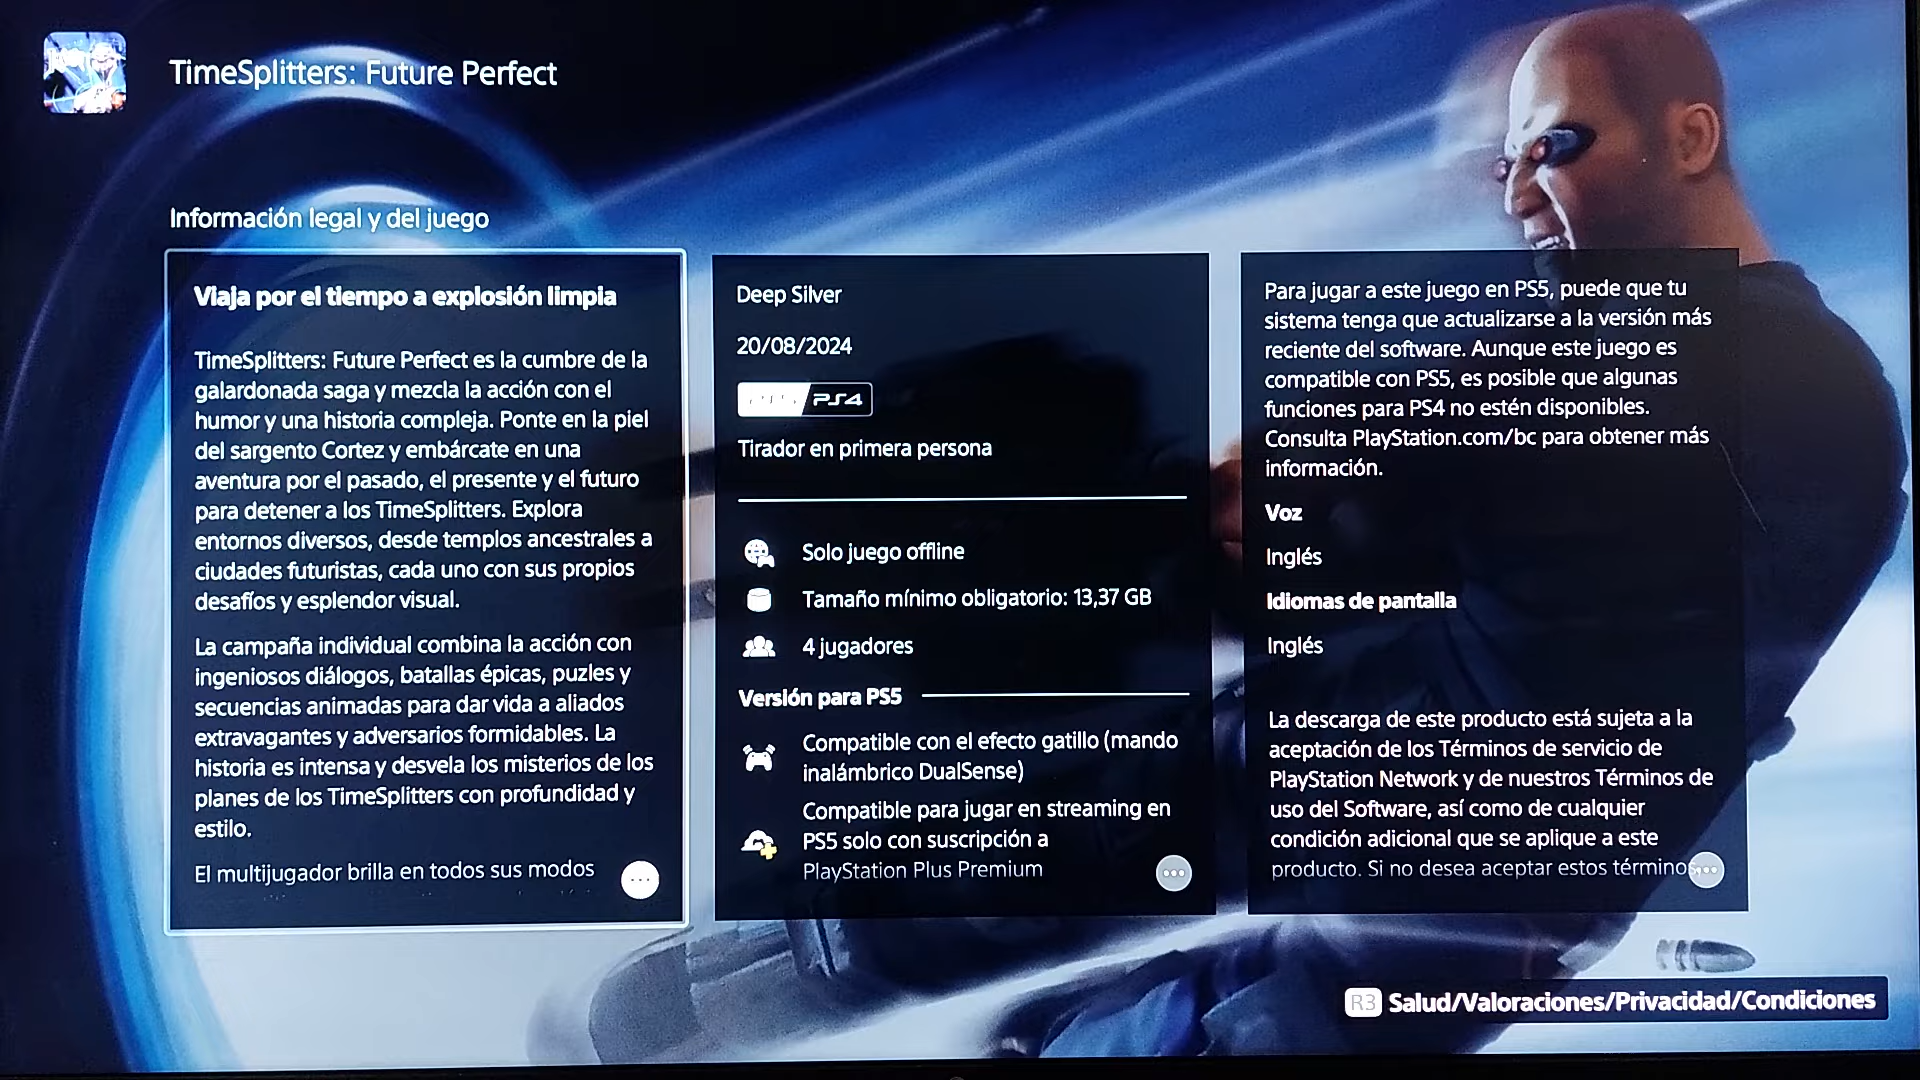 TimeSplitters: Future Perfect
Información legal y del juego
Viaja por el tiempo a explosión limpia
TimeSplitters: Future Perfect es la cumbre de la
galardonada saga y mezcla la acción con el
humor y una historia compleja. Ponte en la piel
del sargento Cortez y embárcate en una
aventura por el pasado, el presente y el futuro
para detener a los TimeSplitters. Explora
entornos diversos, desde templos ancestrales a
ciudades futuristas, cada uno con sus propios
desafíos y esplendor visual.
La campaña individual combina la acción con
ingeniosos diálogos, batallas épicas, puzles y
secuencias animadas para dar vida a aliados
extravagantes y adversarios formidables. La
historia es intensa y desvela los misterios de los
planes de los TimeSplitters con profundidad y
estilo.
El multijugador brilla en todos sus modos
Deep Silver
20/08/2024
PS4
Tirador en primera persona
Solo juego offline
Tamaño mínimo obligatorio: 13,37 GB
4 jugadores
Versión para PS5
Compatible con el efecto gatillo (mando
inalámbrico DualSense)
Compatible para jugar en streaming en
PS5 solo con suscripción a
PlayStation Plus Premium
Para jugar a este juego en PS5, puede que tu
sistema tenga que actualizarse a la versión más
reciente del software. Aunque este juego es
compatible con PS5, es posible que algunas
funciones para PS4 no estén disponibles.
Consulta PlayStation.com/bc para obtener más
información.
Voz
Inglés
Idiomas de pantalla
Inglés
La descarga de este producto está sujeta a la
aceptación de los Términos de servicio de
PlayStation Network y de nuestros Términos de
uso del Software, así como de cualquier
condición adicional que se aplique a este
producto. Si no desea aceptar estos términos
R3 Salud/Valoraciones/Privacidad/Condiciones